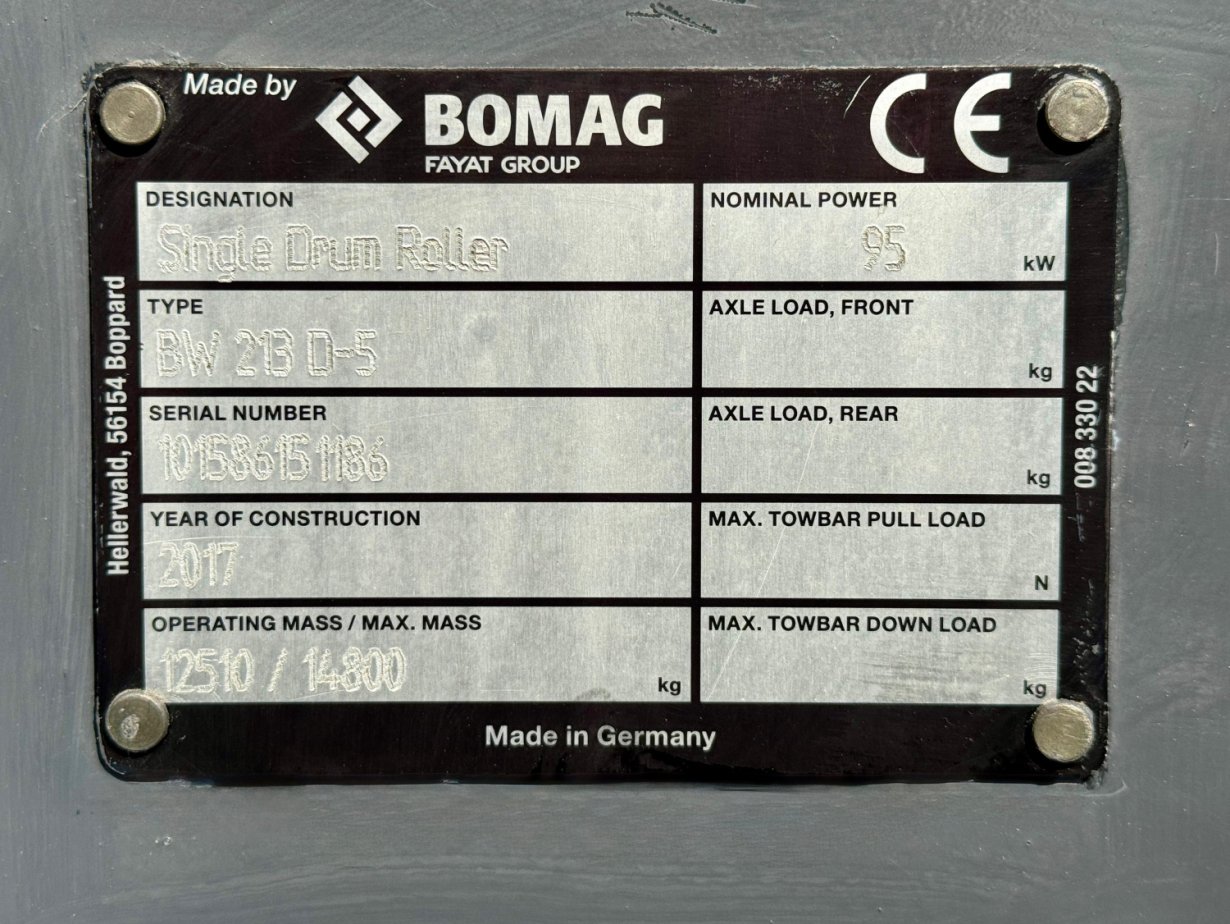 Made by
BOMAG
FAYAT GROUP
CE
DESIGNATION
Single Drum Roller
NOMINAL POWER
95
kW
TYPE
BW 213 D-5
AXLE LOAD, FRONT
kg
SERIAL NUMBER
101586151186
AXLE LOAD, REAR
kg
YEAR OF CONSTRUCTION
2017
MAX. TOWBAR PULL LOAD
N
OPERATING MASS / MAX. MASS
12510 / 14800
kg
MAX. TOWBAR DOWN LOAD
kg
Made in Germany
Hellerwald, 56154 Boppard
008 330 22